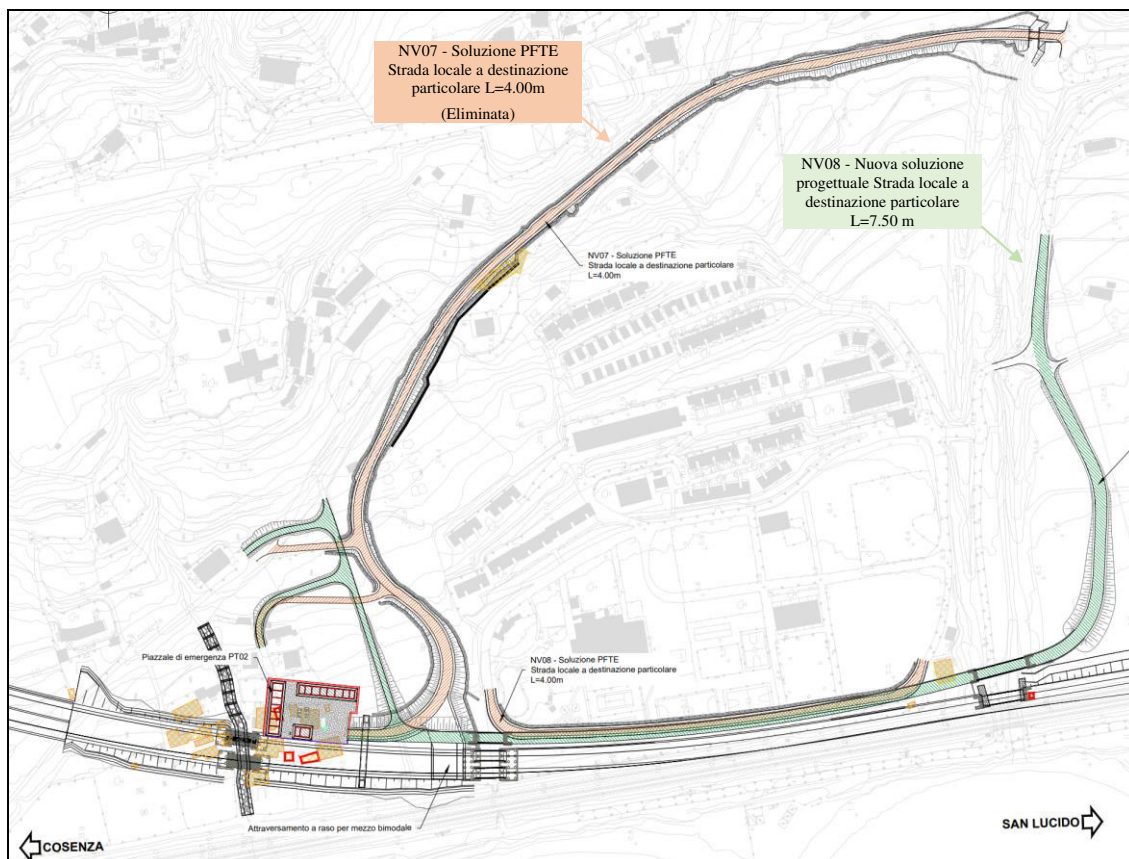 NV07 - Soluzione PFTE
Strada locale a destinazione
particolare L=4.00m
(Eliminata)
NV08 - Nuova soluzione
progettuale Strada locale a
destinazione particolare
L=7.50 m
NV07 - Soluzione PFTE
Strada locale a destinazione particolare
L=4.00m
Piazzale di emergenza PT02
NV08 - Soluzione PFTE
Strada locale a destinazione particolare
L=4.00m
Attraversamento a raso per mezzo bimodale
COSENZA
SAN LUCIDO